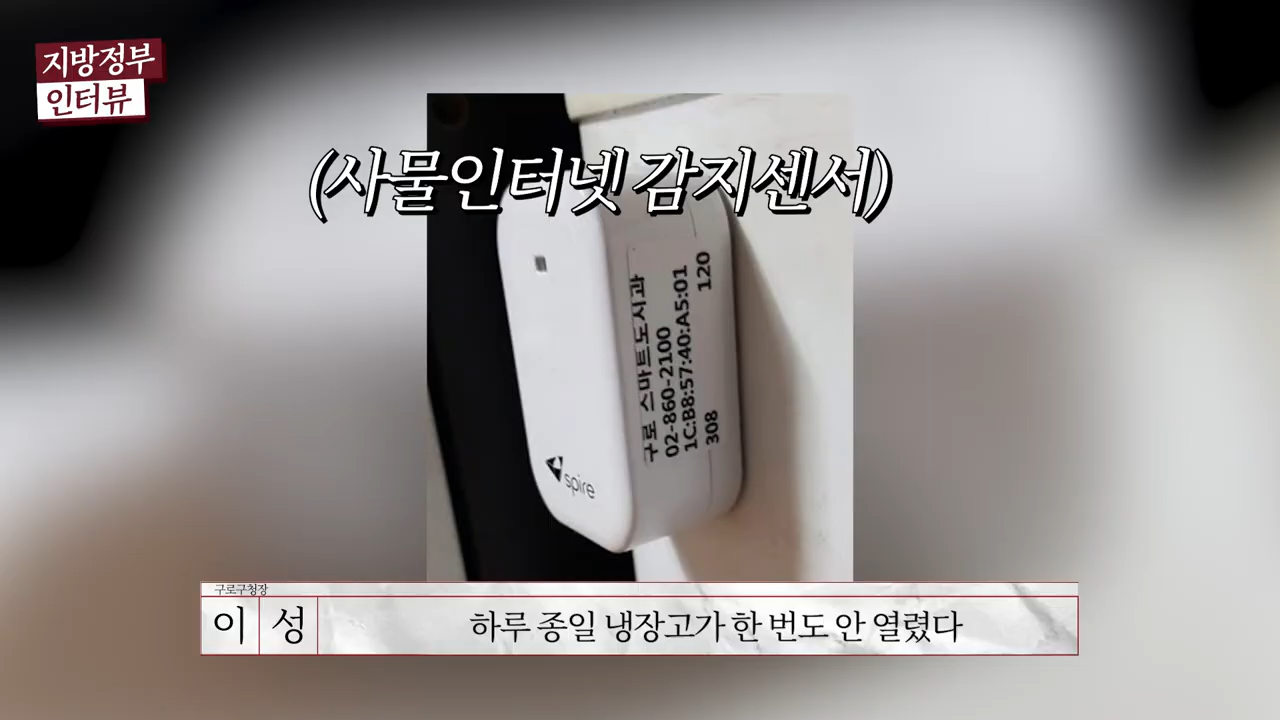 지방정부
인터뷰
(사물인터넷 감지센서)
구로 스마트도시과
02-860-2100
1C:B8:57:40:A5:01
308 120
spire
구로구청장
이 성
하루 종일 냉장고가 한 번도 안 열렸다